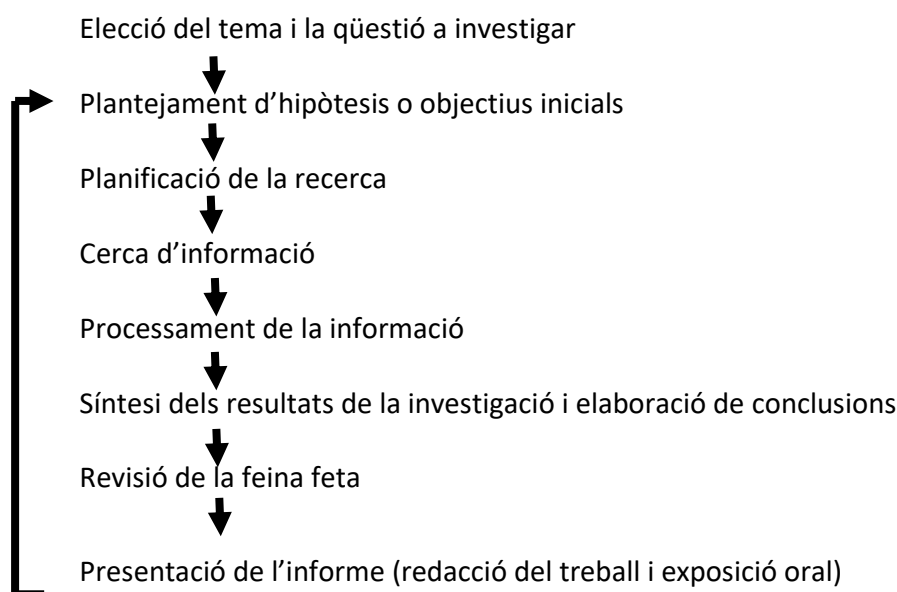 Elecció del tema i la qüestió a investigar
Plantejament d’hipòtesis o objectius inicials
Planificació de la recerca
Cerca d’informació
Processament de la informació
Síntesi dels resultats de la investigació i elaboració de conclusions
Revisió de la feina feta
Presentació de l’informe (redacció del treball i exposició oral)